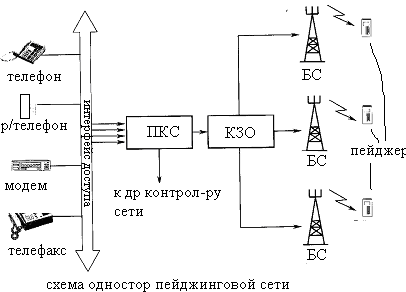 телефон
р/телефон
модем
телефакс
интерфейс доступа
ПКС
КЗО
к др контрол-ру
сети
БС
БС
БС
пейджер
схема одностор пейджинговой сети